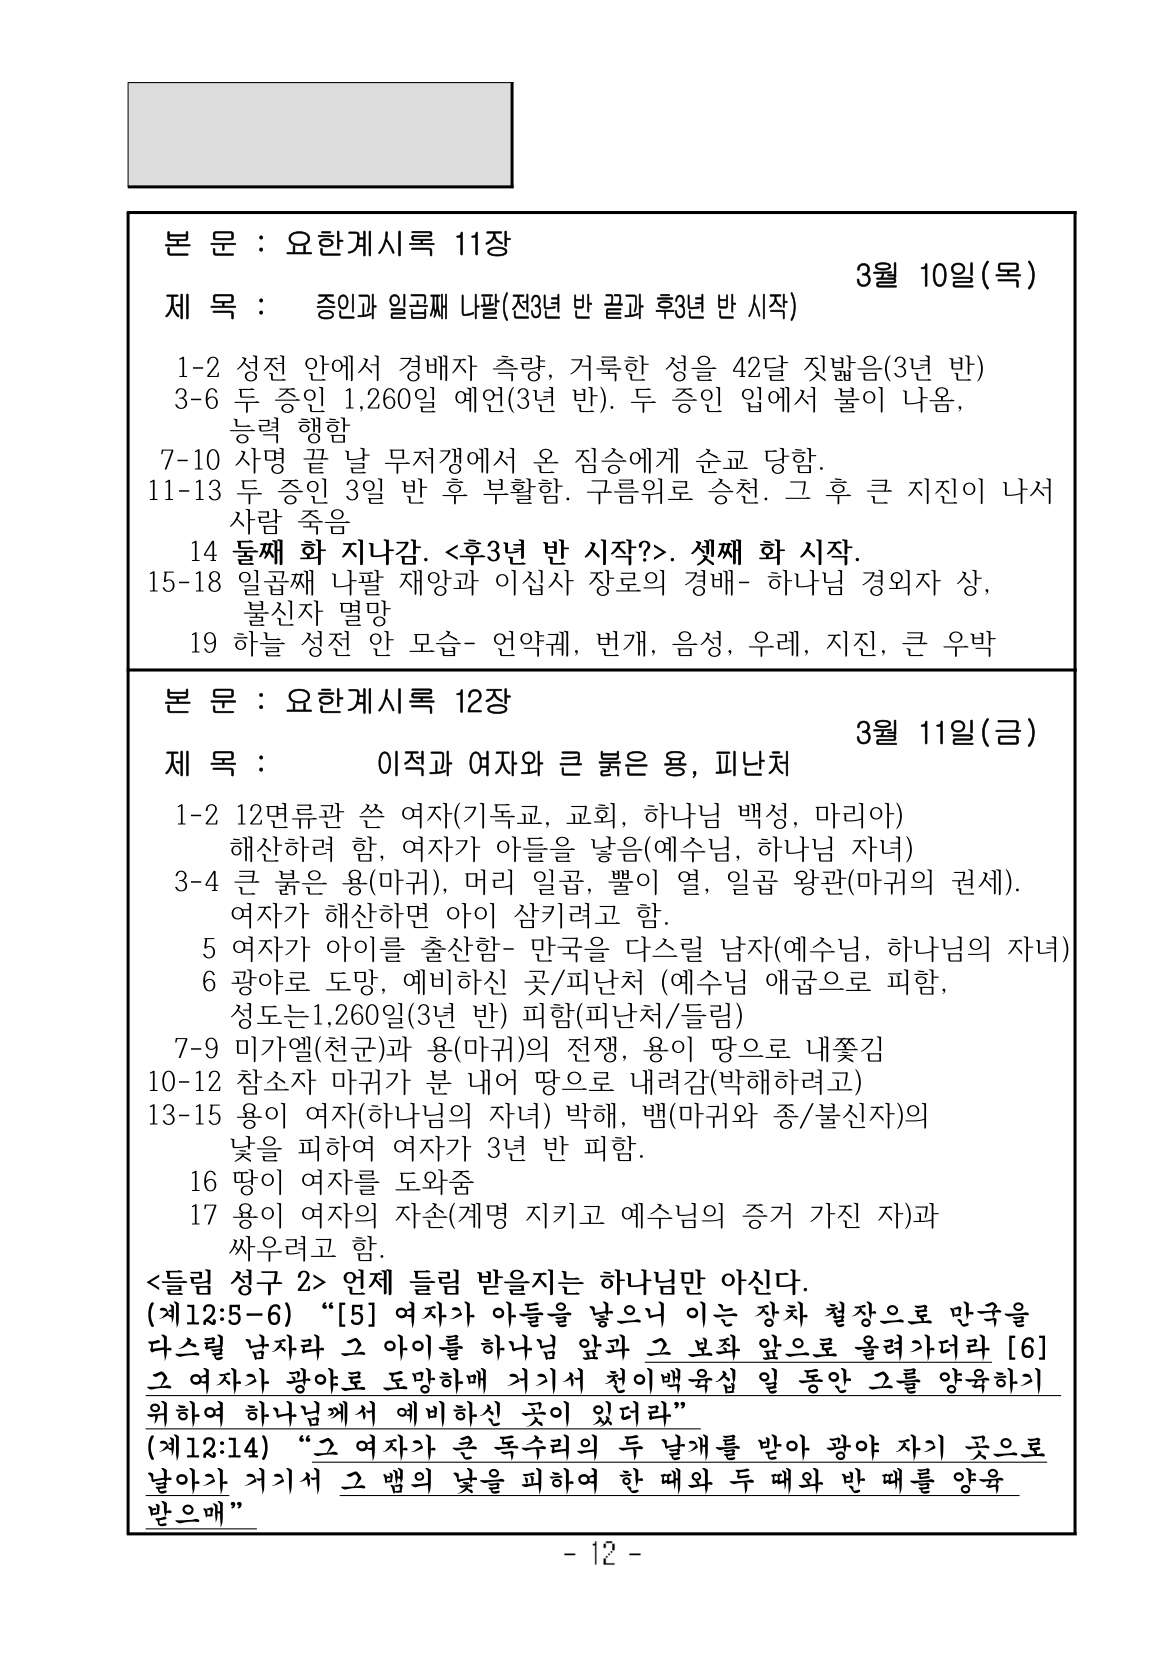 본 문 : 요한계시록 11장
3월 10일(목)
제 목 : 증인과 일곱째 나팔(전3년 반 끝과 후3년 반 시작)
1-2 성전 안에서 경배자 측량, 거룩한 성을 42달 짓밟음(3년 반)
3-6 두 증인 1,260일 예언(3년 반). 두 증인 입에서 불이 나옴,
능력 행함
7-10 사명 끝 날 무저갱에서 온 짐승에게 순교 당함.
11-13 두 증인 3일 반 후 부활함. 구름위로 승천. 그 후 큰 지진이 나서
사람 죽음
14 둘째 화 지나감. <후3년 반 시작?>. 셋째 화 시작.
15-18 일곱째 나팔 재앙과 이십사 장로의 경배- 하나님 경외자 상,
불신자 멸망
19 하늘 성전 안 모습- 언약궤, 번개, 음성, 우레, 지진, 큰 우박
본 문 : 요한계시록 12장
3월 11일(금)
제 목 : 이적과 여자와 큰 붉은 용, 피난처
1-2 12면류관 쓴 여자(기독교, 교회, 하나님 백성, 마리아)
해산하려 함, 여자가 아들을 낳음(예수님, 하나님 자녀)
3-4 큰 붉은 용(마귀), 머리 일곱, 뿔이 열, 일곱 왕관(마귀의 권세).
여자가 해산하면 아이 삼키려고 함.
5 여자가 아이를 출산함- 만국을 다스릴 남자(예수님, 하나님의 자녀)
6 광야로 도망, 예비하신 곳/피난처 (예수님 애굽으로 피함,
성도는1,260일(3년 반) 피함(피난처/들림)
7-9 미가엘(천군)과 용(마귀)의 전쟁, 용이 땅으로 내쫓김
10-12 참소자 마귀가 분 내어 땅으로 내려감(박해하려고)
13-15 용이 여자(하나님의 자녀) 박해, 뱀(마귀와 종/불신자)의
낯을 피하여 여자가 3년 반 피함.
16 땅이 여자를 도와줌
17 용이 여자의 자손(계명 지키고 예수님의 증거 가진 자)과
싸우려고 함.
<들림 성구 2> 언제 들림 받을지는 하나님만 아신다.
(계12:5-6) “[5] 여자가 아들을 낳으니 이는 장차 철장으로 만국을
다스릴 남자라 그 아이를 하나님 앞과 그 보좌 앞으로 올려가더라 [6]
그 여자가 광야로 도망하매 거기서 천이백육십 일 동안 그를 양육하기
위하여 하나님께서 예비하신 곳이 있더라”
(계12:14) “그 여자가 큰 독수리의 두 날개를 받아 광야 자기 곳으로
날아가 거기서 그 뱀의 낯을 피하여 한 때와 두 때와 반 때를 양육
받으매”
- 12 -